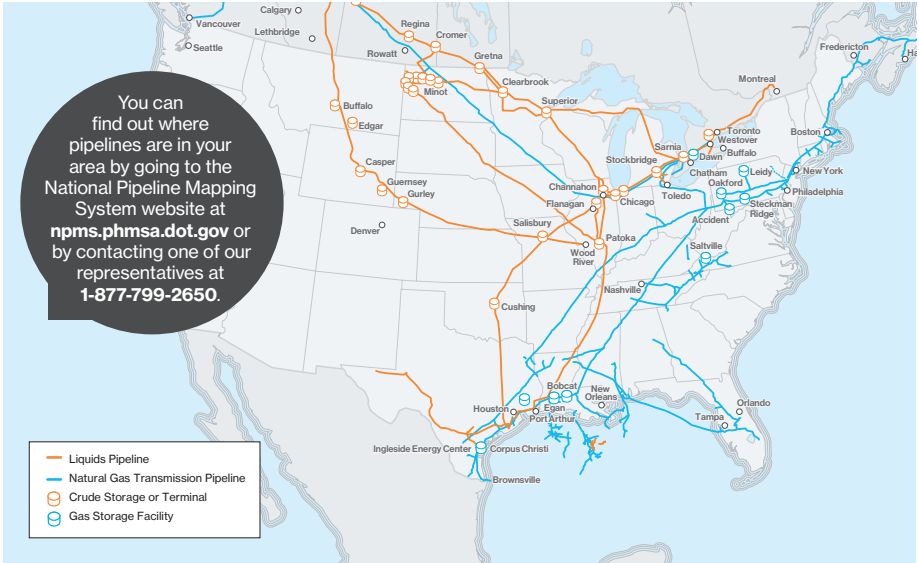 You can
find out where
pipelines are in your
area by going to the
National Pipeline Mapping
System website at
npms.phmsa.dot.gov or
by contacting one of our
representatives at
1-877-799-2650.
Calgary
Vancouver
Lethbridge
Seattle
Regina
Cromer
Rowatt
Gretna
Minot
Clearbrook
Superior
Fredericton
Ha
Montreal
Buffalo
Edgar
Casper
Guernsey
Gurley
Denver
Toronto
Westover
Sarnia
Buffalo
Boston
Stockbridge
Dawn
Chatham
Leidy
New York
Channahon
Oakford
Flanagan
Chicago
Toledo
Philadelphia
Steckman
Ridge
Accident
Salisbury
Patoka
Wood
River
Saltville
Nashville
Cushing
Bobcat
New
Orleans
Houston
Egan
Port Arthur
Orlando
Tampa
Ingleside Energy Center
Corpus Christi
Brownsville
Liquids Pipeline
Natural Gas Transmission Pipeline
Crude Storage or Terminal
Gas Storage Facility